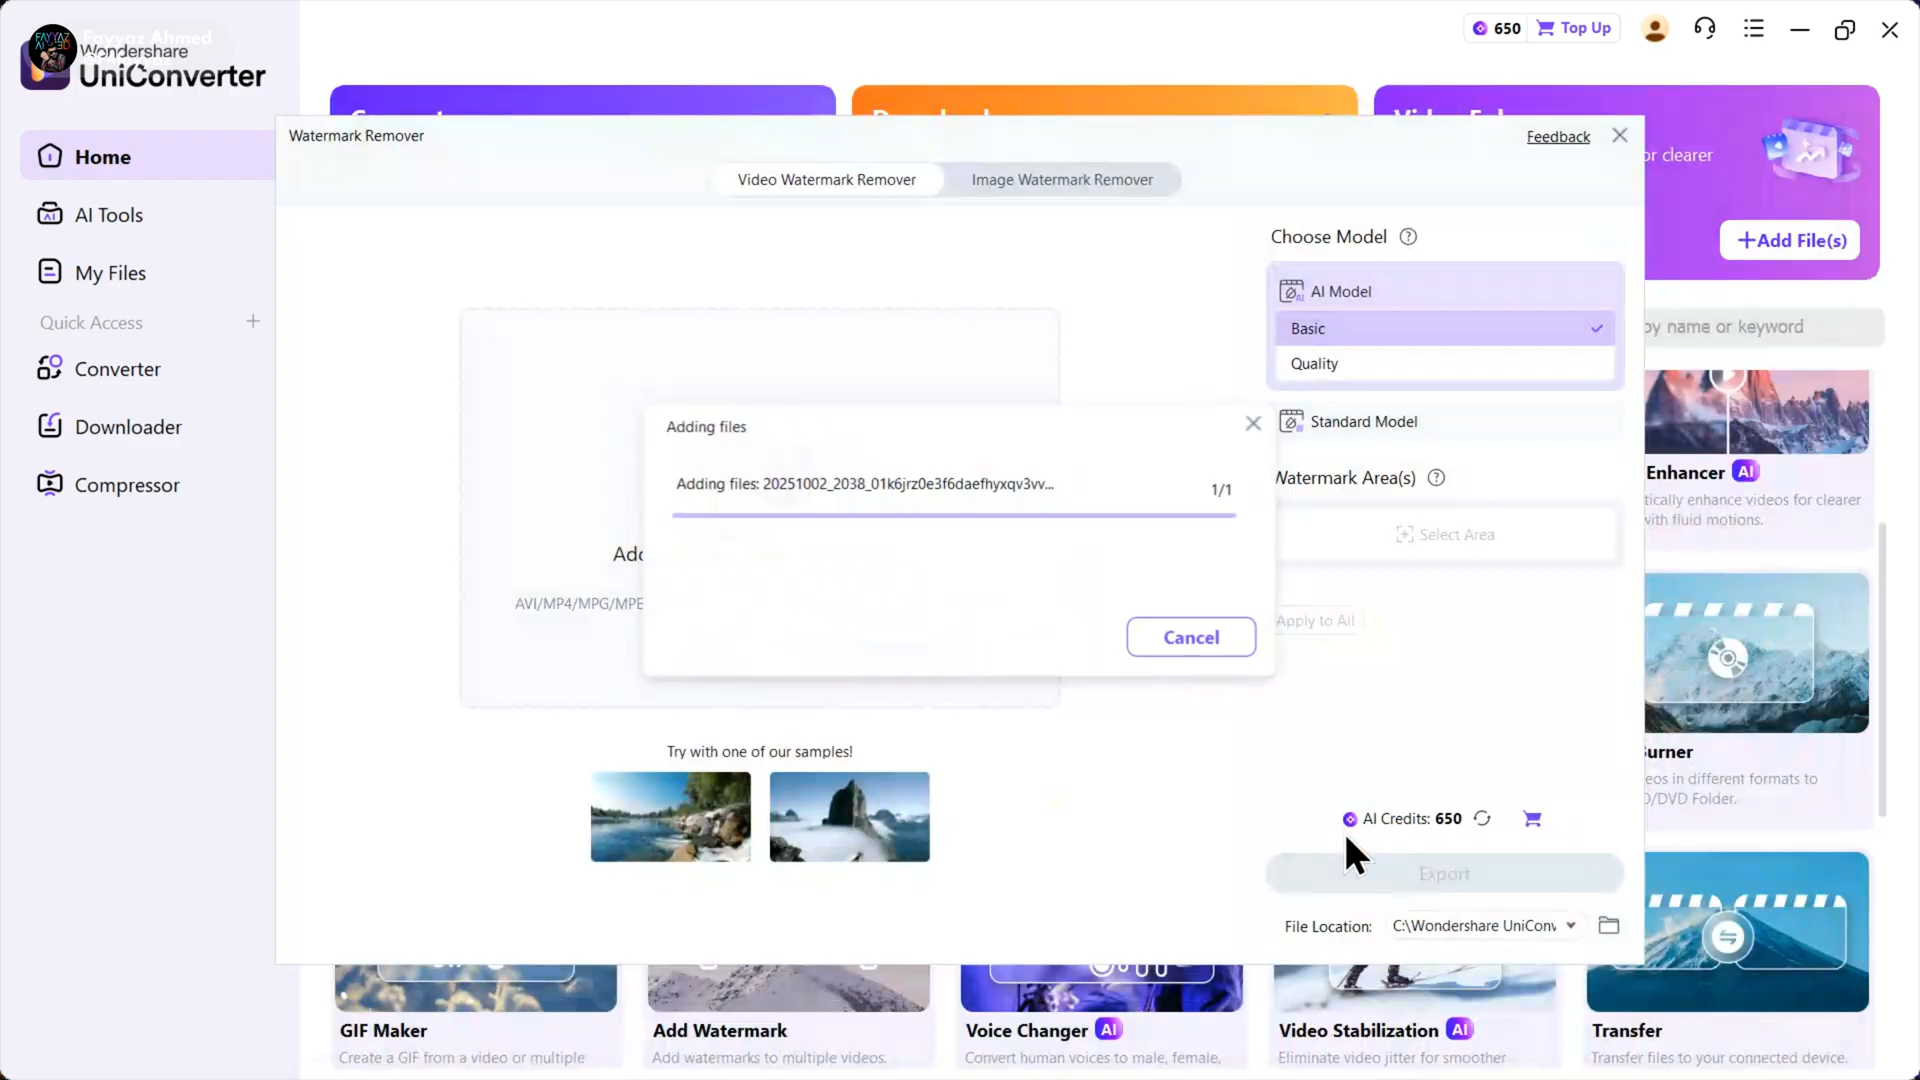 Fayyaz Ahmed
Wondershare
UniConverter
650
Top Up
Home
AI Tools
My Files
Quick Access
Converter
Downloader
Compressor
Watermark Remover
Feedback
Video Watermark Remover
Image Watermark Remover
or clearer
+Add File(s)
by name or keyword
Choose Model
AI Model
Basic
Quality
Standard Model
Watermark Area(s)
Select Area
Apply to All
Adding files
Adding files: 20251002_2038_01k6jrz0e3f6daefhyxqv3vv...
1/1
Cancel
Add
AVI/MP4/MPG/MPE
Try with one of our samples!
AI Credits: 650
Export
File Location:
C:\Wondershare UniConv
Enhancer AI
tically enhance videos for clearer
with fluid motions.
Burner
eos in different formats to
D/DVD Folder.
GIF Maker
Create a GIF from a video or multiple
Add Watermark
Add watermarks to multiple videos.
Voice Changer AI
Convert human voices to male, female,
Video Stabilization AI
Eliminate video jitter for smoother
Transfer
Transfer files to your connected device.